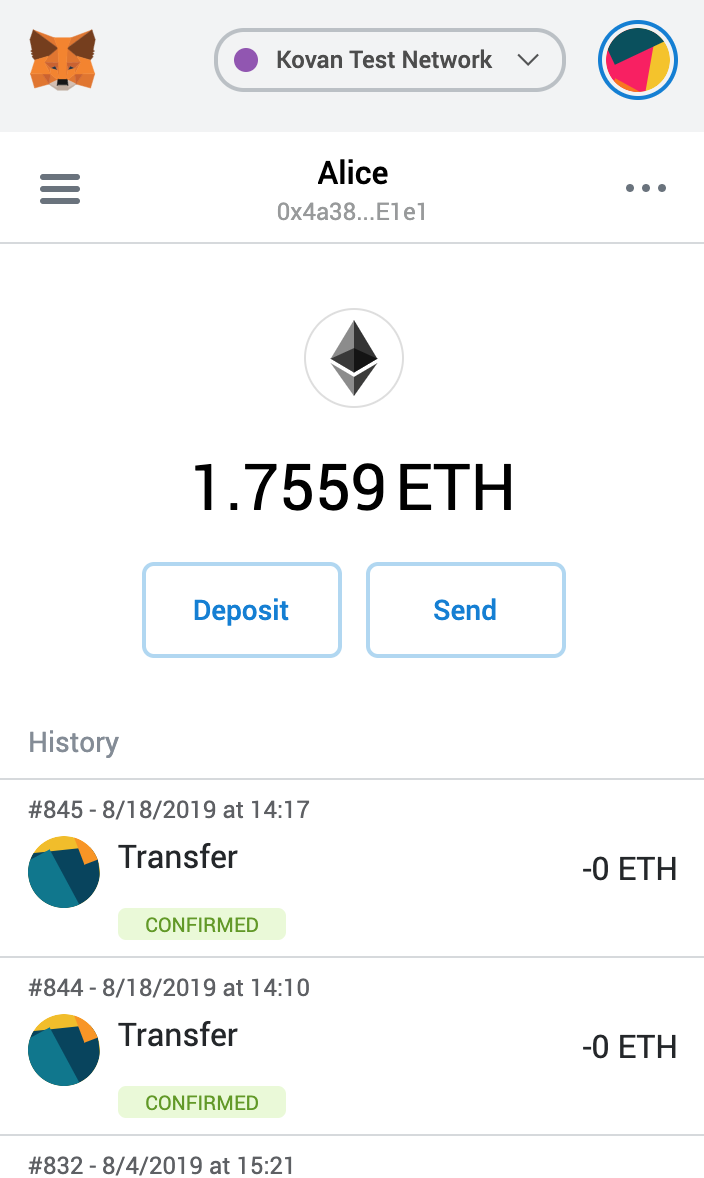 Kovan Test Network
Alice
0x4a38...E1e1
1.7559 ETH
Deposit
Send
History
#845 - 8/18/2019 at 14:17
Transfer
-0 ETH
CONFIRMED
#844 - 8/18/2019 at 14:10
Transfer
-0 ETH
CONFIRMED
#832 - 8/4/2019 at 15:21